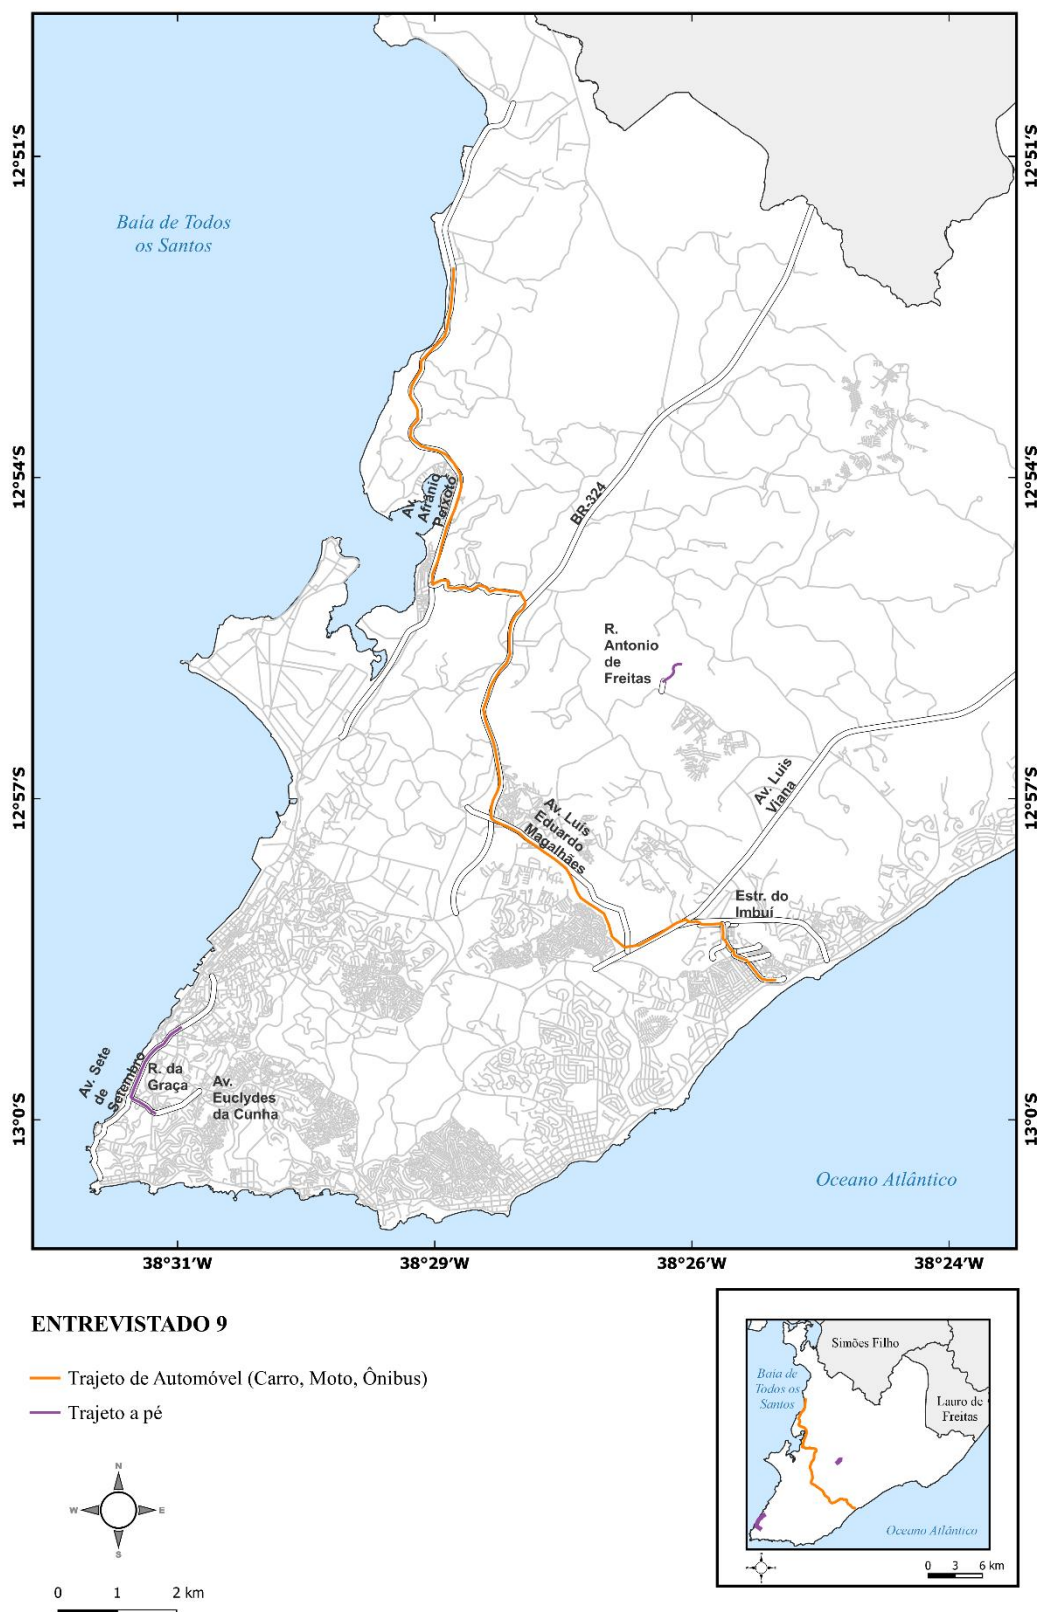 12°51'S
12°51'S
Baía de Todos
os Santos
12°54'S
12°54'S
Av.
Afrânio
Peixoto
BR-324
R.
Antonio
de
Freitas
Av. Luis
Viana
12°57'S
12°57'S
Av. Luis
Eduardo
Magalhães
Estr. do
Imbuí
Av. Sete
de
Setembro
R. da
Graça
Av.
Euclydes
da Cunha
13°0'S
13°0'S
Oceano Atlântico
38°31'W
38°29'W
38°26'W
38°24'W
ENTREVISTADO 9
Trajeto de Automóvel (Carro, Moto, Ônibus)
Trajeto a pé
N
W
E
S
0 1 2 km
Simões Filho
Baía de
Todos os
Santos
Lauro de
Freitas
Oceano Atlântico
0 3 6 km